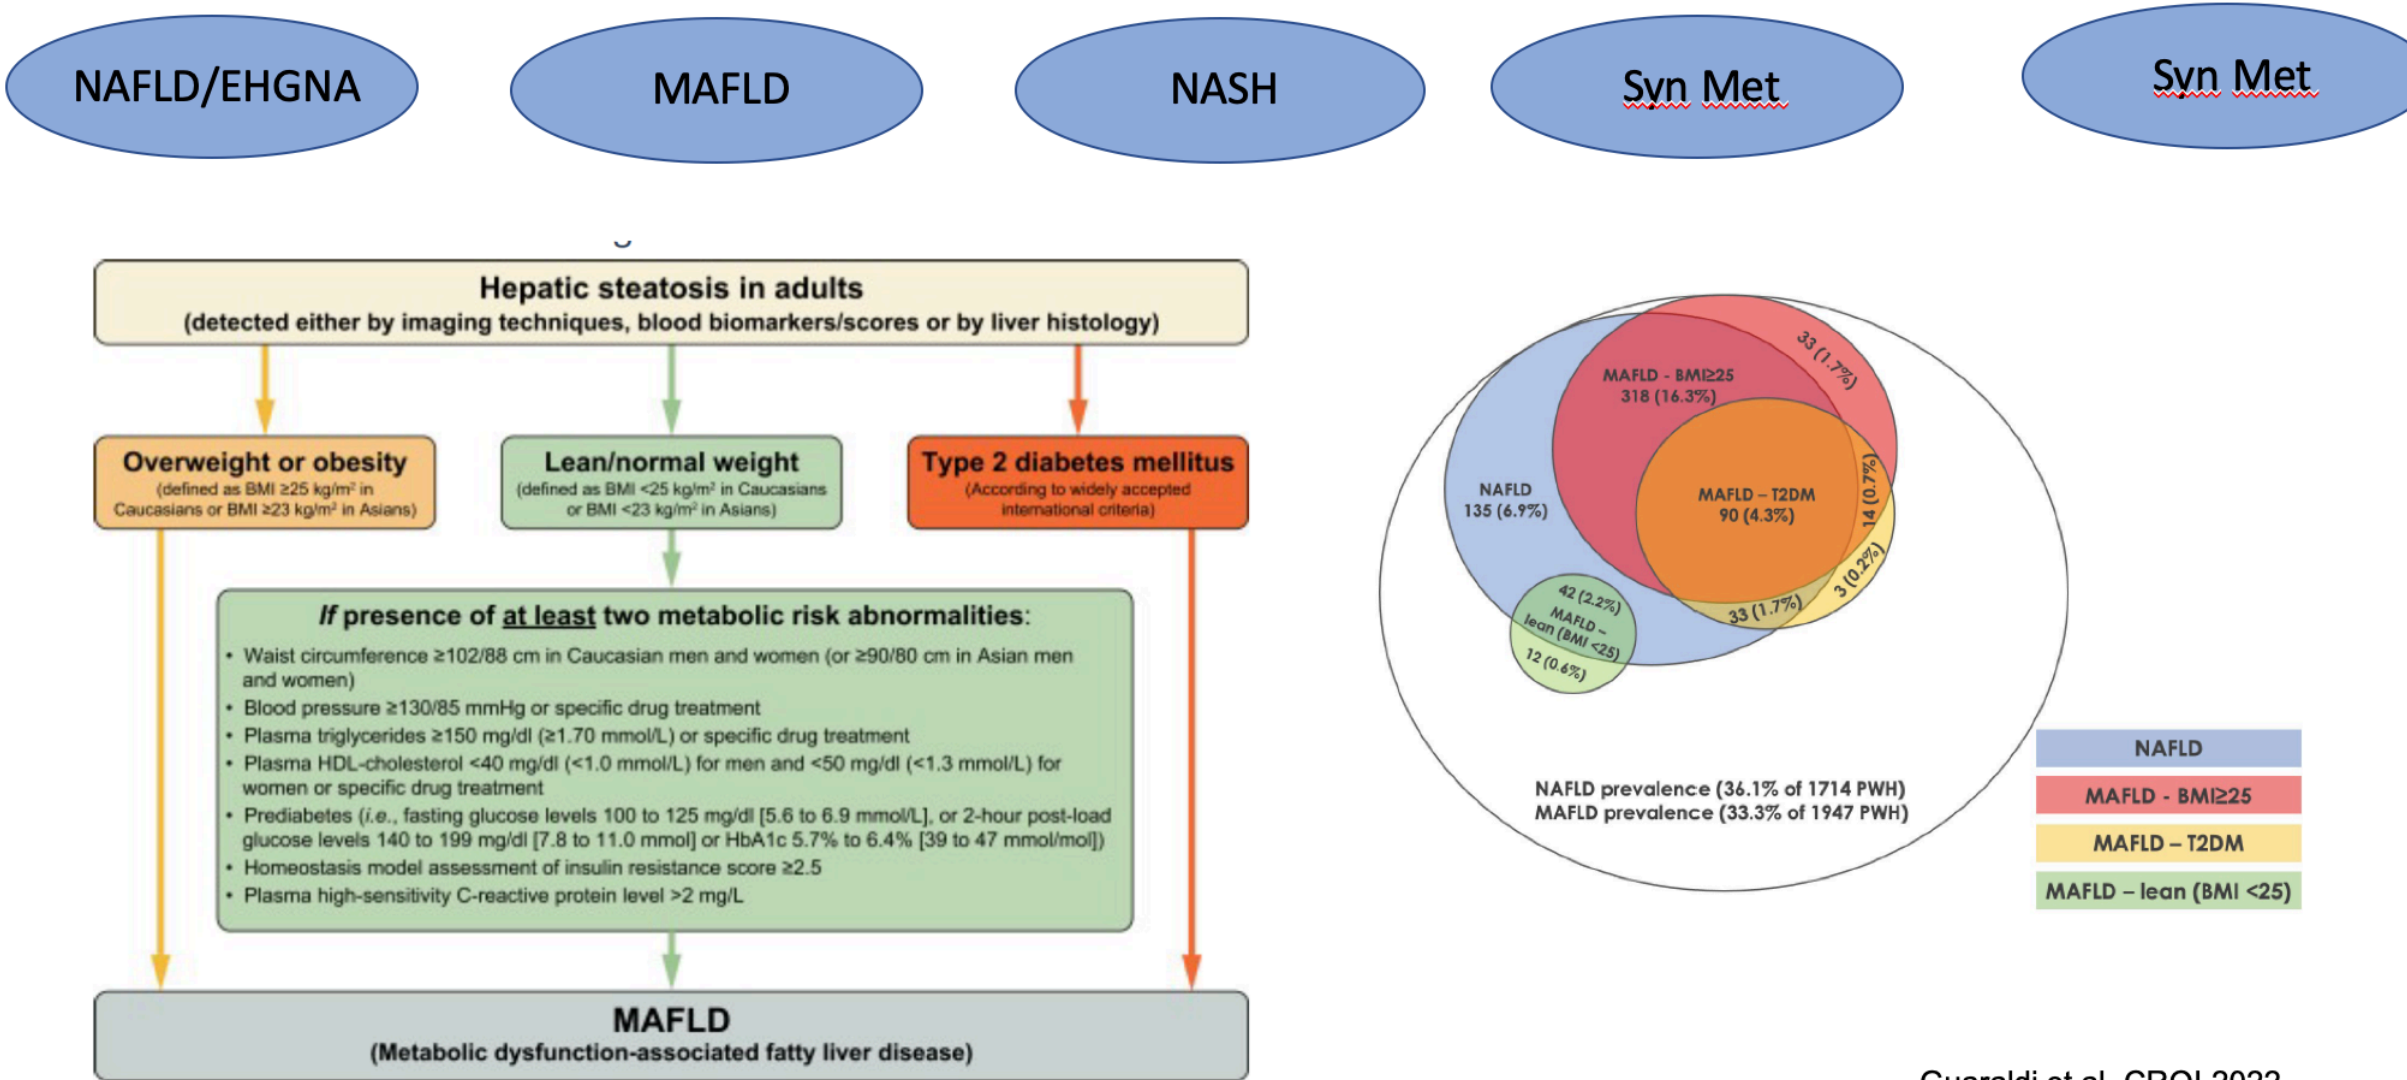 NAFLD/EHGNA
MAFLD
NASH
Syn Met
Syn Met
Hepatic steatosis in adults
(detected either by imaging techniques, blood biomarkers/scores or by liver histology)
Overweight or obesity
(defined as BMI ≥25 kg/m² in
Caucasians or BMI ≥23 kg/m² in Asians)
Lean/normal weight
(defined as BMI <25 kg/m² in Caucasians
or BMI <23 kg/m² in Asians)
Type 2 diabetes mellitus
(According to widely accepted
international criteria)
If presence of at least two metabolic risk abnormalities:
• Waist circumference ≥102/88 cm in Caucasian men and women (or ≥90/80 cm in Asian men
and women)
• Blood pressure ≥130/85 mmHg or specific drug treatment
• Plasma triglycerides ≥150 mg/dl (≥1.70 mmol/L) or specific drug treatment
• Plasma HDL-cholesterol <40 mg/dl (<1.0 mmol/L) for men and <50 mg/dl (<1.3 mmol/L) for
women or specific drug treatment
• Prediabetes (i.e., fasting glucose levels 100 to 125 mg/dl [5.6 to 6.9 mmol/L], or 2-hour post-load
glucose levels 140 to 199 mg/dl [7.8 to 11.0 mmol] or HbA1c 5.7% to 6.4% [39 to 47 mmol/mol])
• Homeostasis model assessment of insulin resistance score ≥2.5
• Plasma high-sensitivity C-reactive protein level >2 mg/L
MAFLD
(Metabolic dysfunction-associated fatty liver disease)
33 (1.7%)
MAFLD - BMI≥25
318 (16.3%)
NAFLD
135 (6.9%)
MAFLD – T2DM
90 (4.3%)
14 (0.7%)
3 (0.2%)
33 (1.7%)
42 (2.2%)
MAFLD –
lean (BMI <25)
12 (0.6%)
NAFLD prevalence (36.1% of 1714 PWH)
MAFLD prevalence (33.3% of 1947 PWH)
NAFLD
MAFLD - BMI≥25
MAFLD – T2DM
MAFLD – lean (BMI <25)
Guaraldi et al. CROI 2022